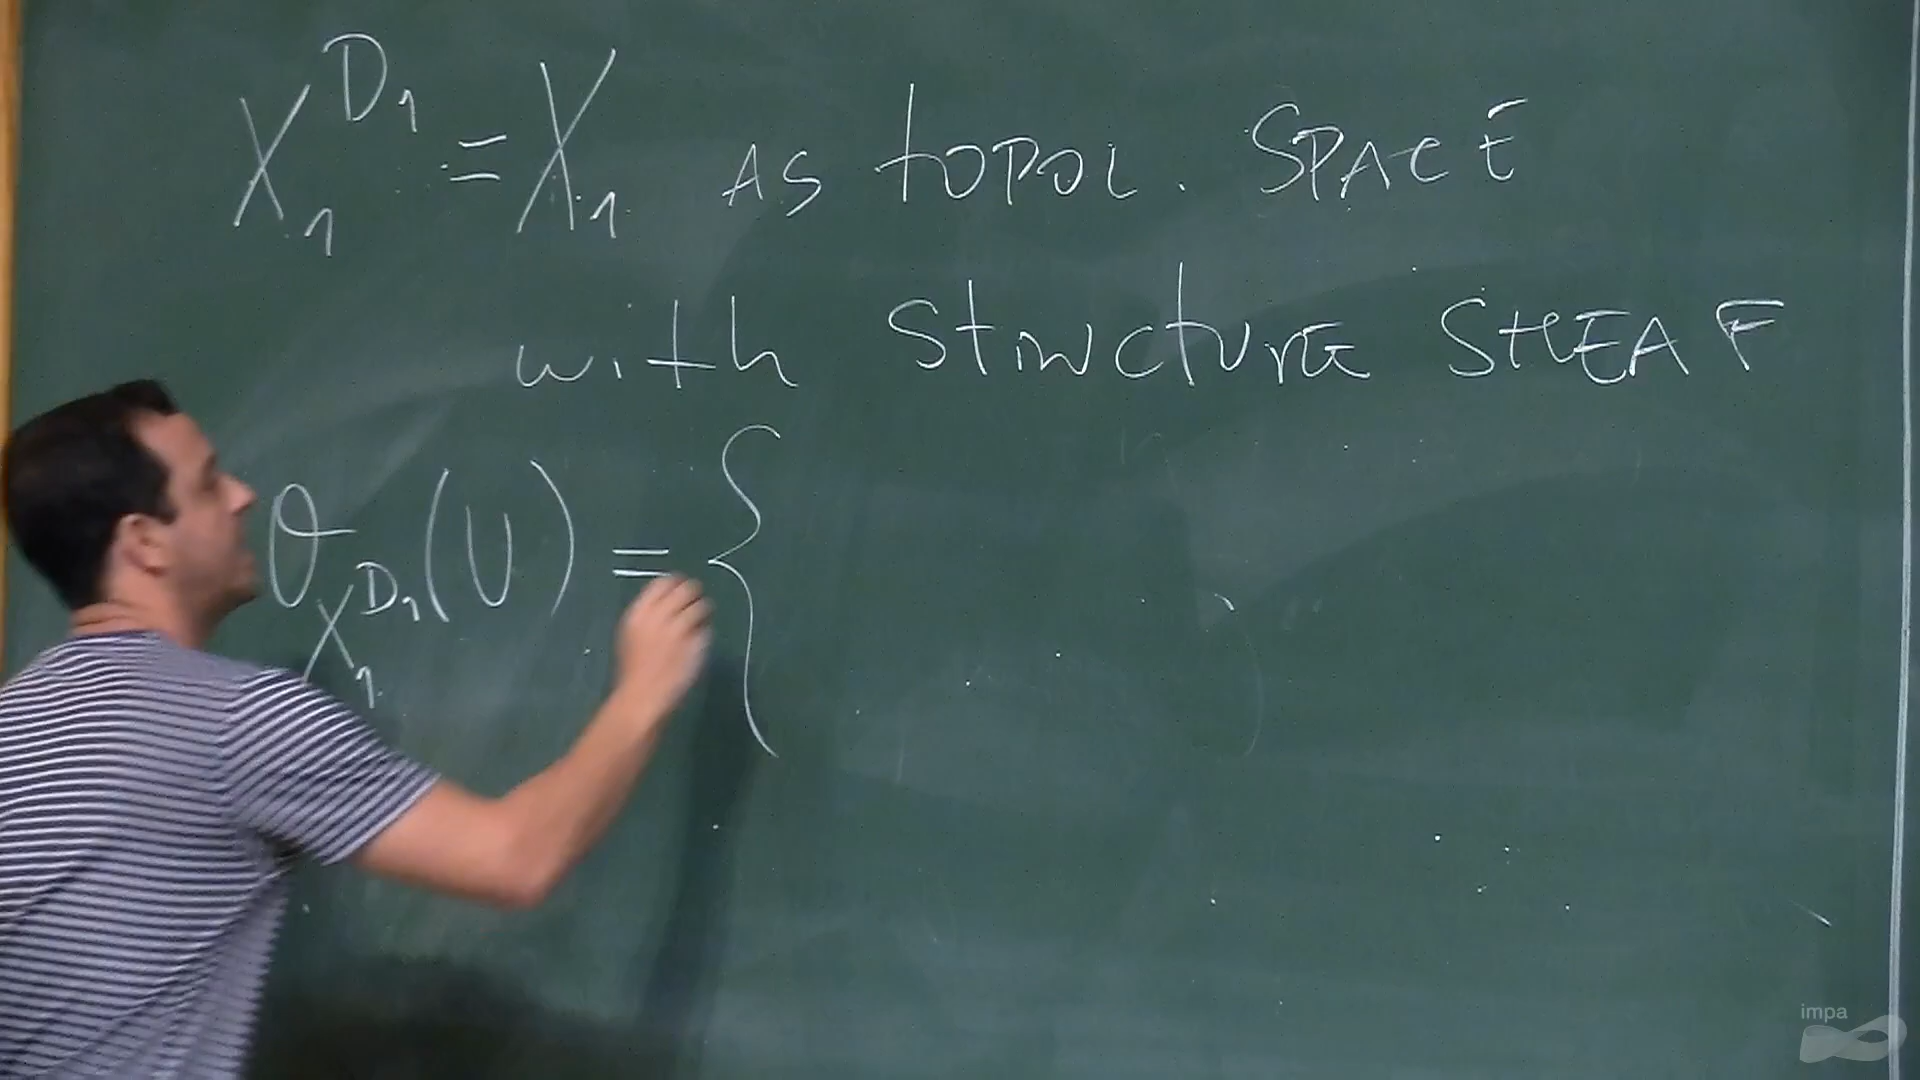 X₁^D₁ = X₁ AS TOPOL. SPACE
with STRUCTURE SHEAF
𝒪_{X₁^D₁}(U) = {
impa